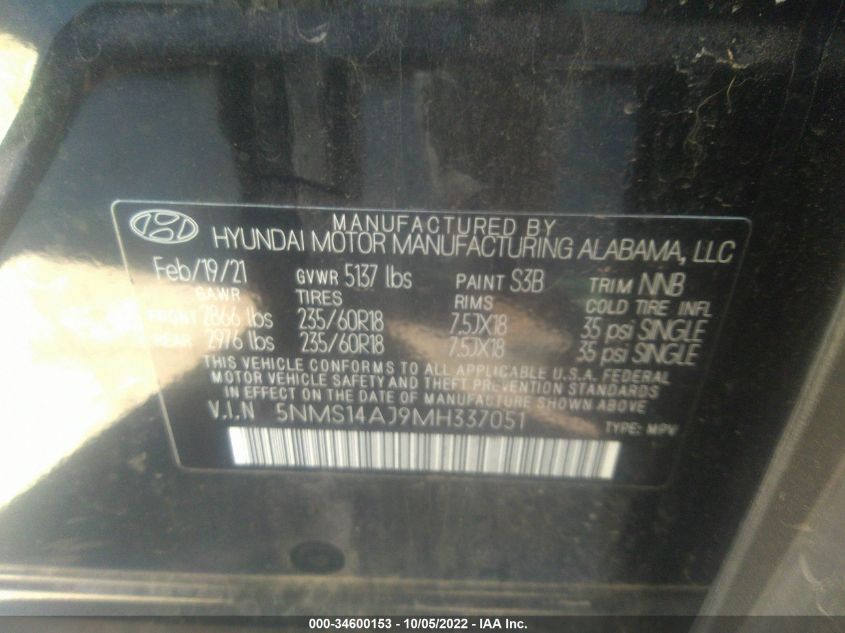 MANUFACTURED BY
HYUNDAI MOTOR MANUFACTURING ALABAMA, LLC
Feb/19/21 GVWR 5137 lbs PAINT S3B TRIM NNB
GAWR TIRES RIMS COLD TIRE INFL
FRONT 2866 lbs 235/60R18 7.5JX18 35 psi SINGLE
REAR 2976 lbs 235/60R18 7.5JX18 35 psi SINGLE
THIS VEHICLE CONFORMS TO ALL APPLICABLE U.S.A. FEDERAL
MOTOR VEHICLE SAFETY AND THEFT PREVENTION STANDARDS
IN EFFECT ON THE DATE OF MANUFACTURE SHOWN ABOVE.
V.I.N 5NMS14AJ9MH337051 TYPE: MPV
000-34600153 - 10/05/2022 - IAA Inc.